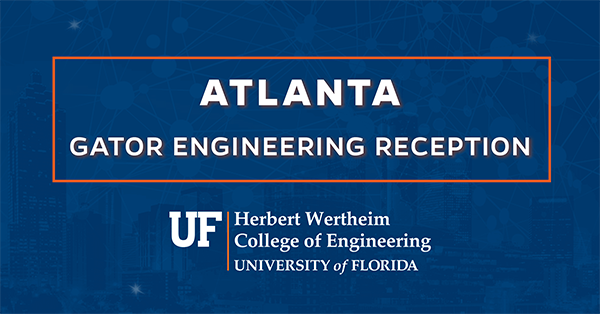 ATLANTA
GATOR ENGINEERING RECEPTION
UF
Herbert Wertheim
College of Engineering
UNIVERSITY of FLORIDA